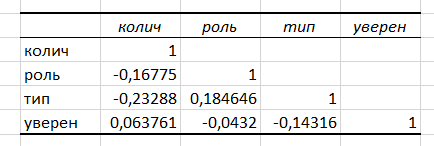 колич роль тип уверен
колич 1
роль -0,16775 1
тип -0,23288 0,184646 1
уверен 0,063761 -0,0432 -0,14316 1